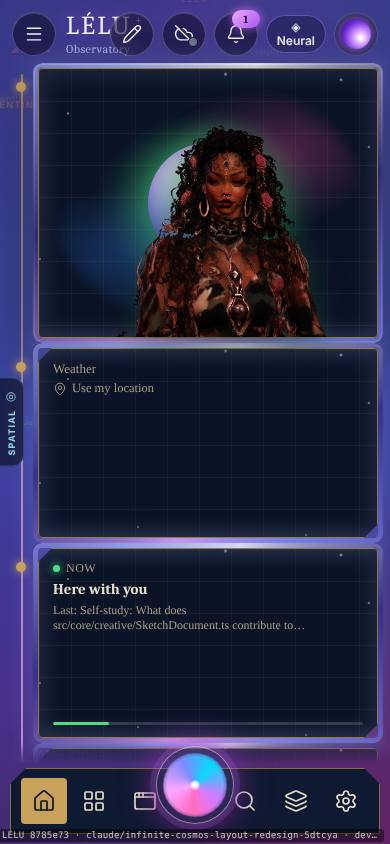 LÉLU
Observatory
1
Neural
SPATIAL
Weather
Use my location
NOW
Here with you
Last: Self-study: What does
src/core/creative/SketchDocument.ts contribute to…
LÉLU 8785e73 · claude/infinite-cosmos-layout-redesign-5dtcya · dev…